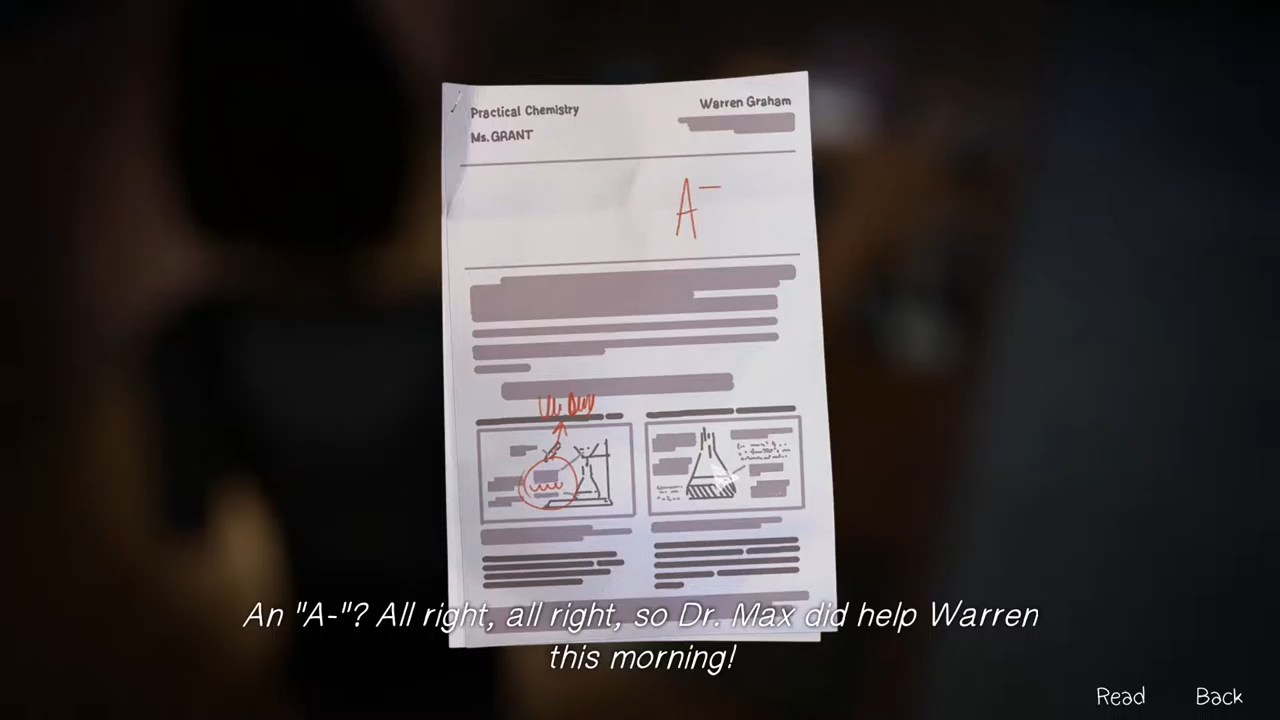 Practical Chemistry
Warren Graham
Ms. GRANT
A-
An "A-"? All right, all right, so Dr. Max did help Warren
this morning!
Read
Back